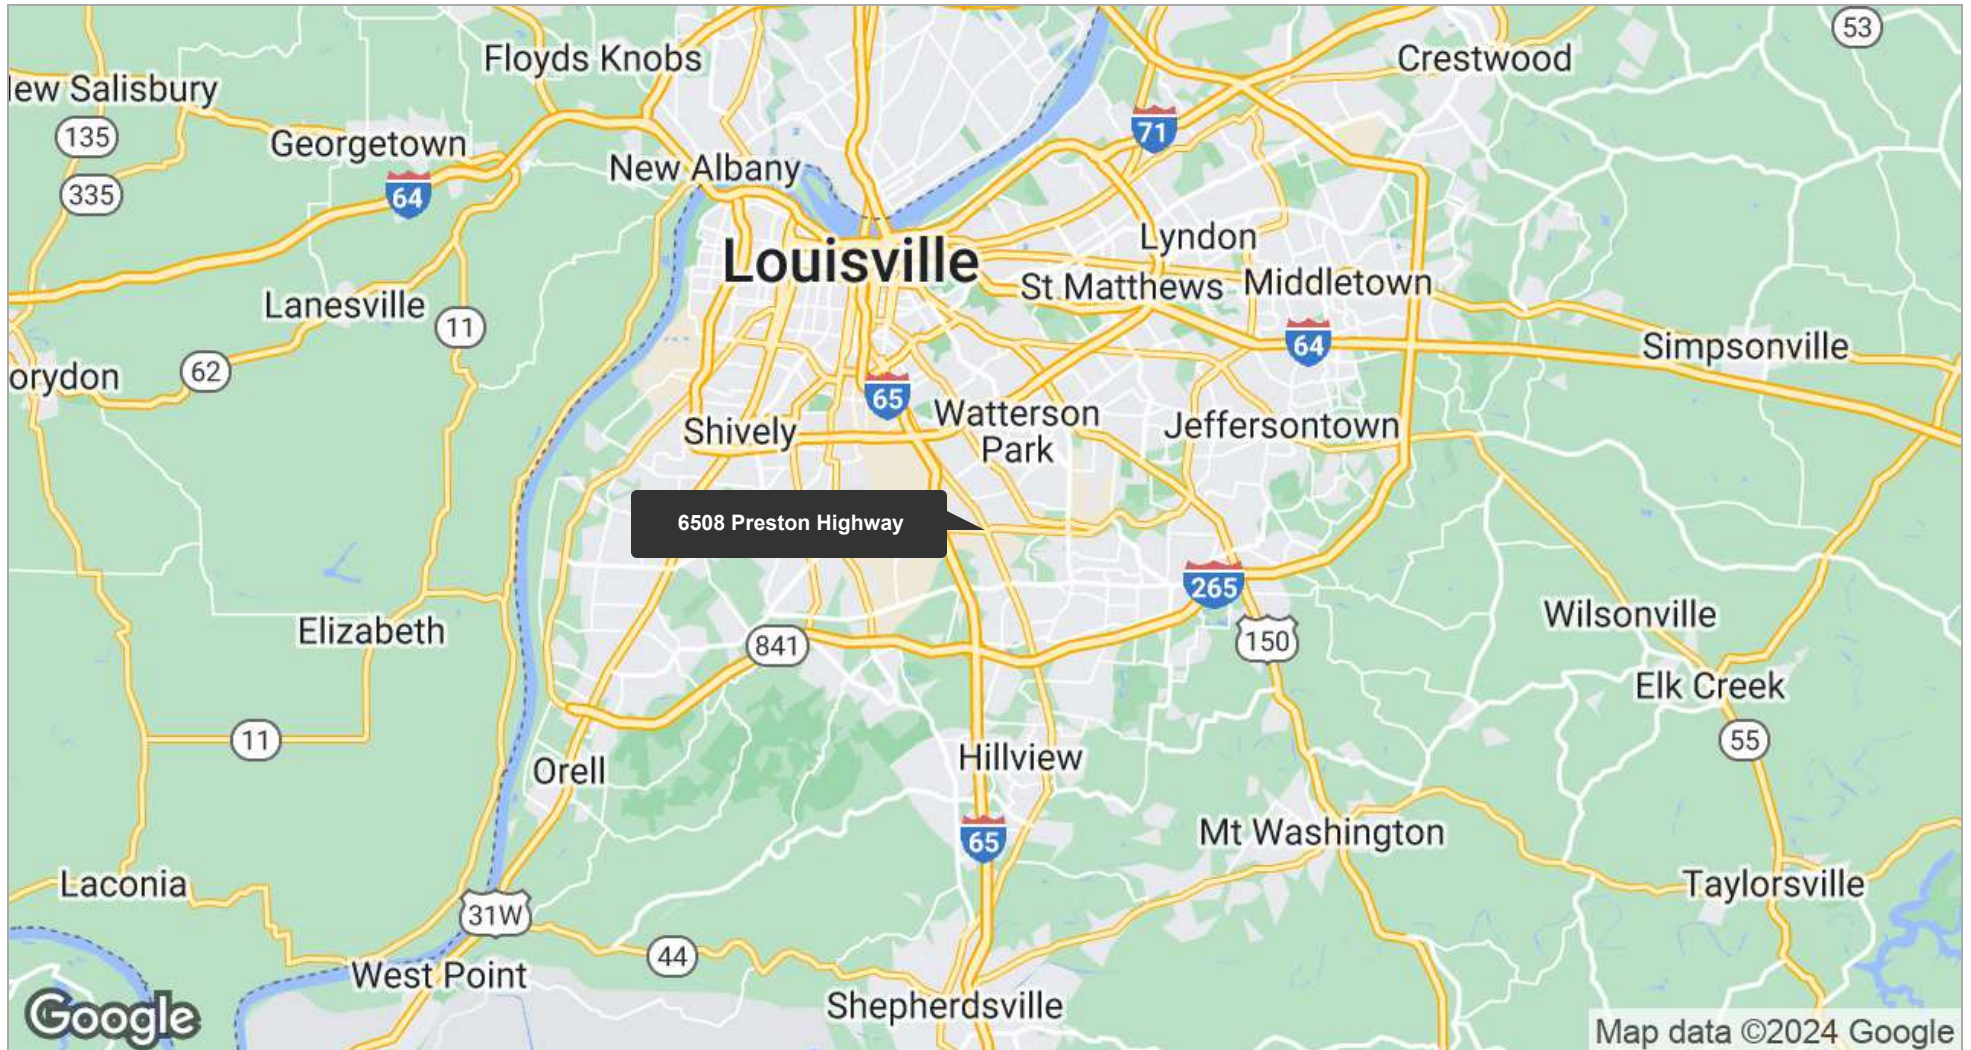 53
Floyds Knobs
Crestwood
lew Salisbury
71
135
Georgetown
New Albany
335
64
Lyndon
Louisville
St Matthews
Middletown
Lanesville
11
64
Simpsonville
62
orydon
65
Watterson
Park
Shively
Jeffersontown
6508 Preston Highway
265
Wilsonville
Elizabeth
841
150
Elk Creek
11
55
Hillview
Orell
65
Mt Washington
Laconia
Taylorsville
31W
44
West Point
Shepherdsville
Google
Map data ©2024 Google